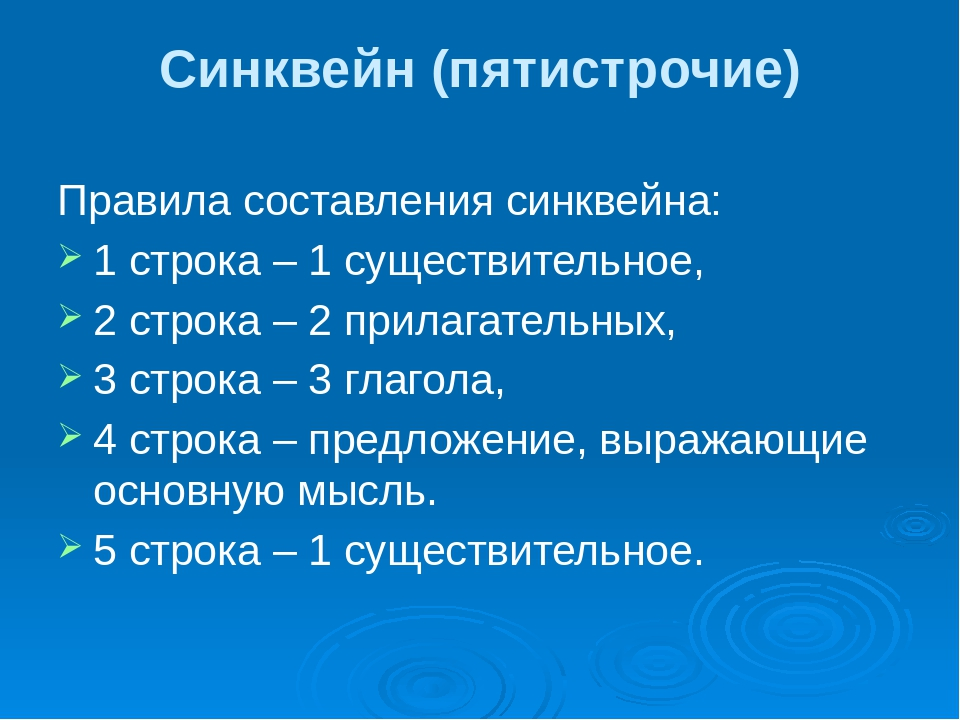 Синквейн (пятистрочие)
Правила составления синквейна:
1 строка – 1 существительное,
2 строка – 2 прилагательных,
3 строка – 3 глагола,
4 строка – предложение, выражающие
основную мысль.
5 строка – 1 существительное.